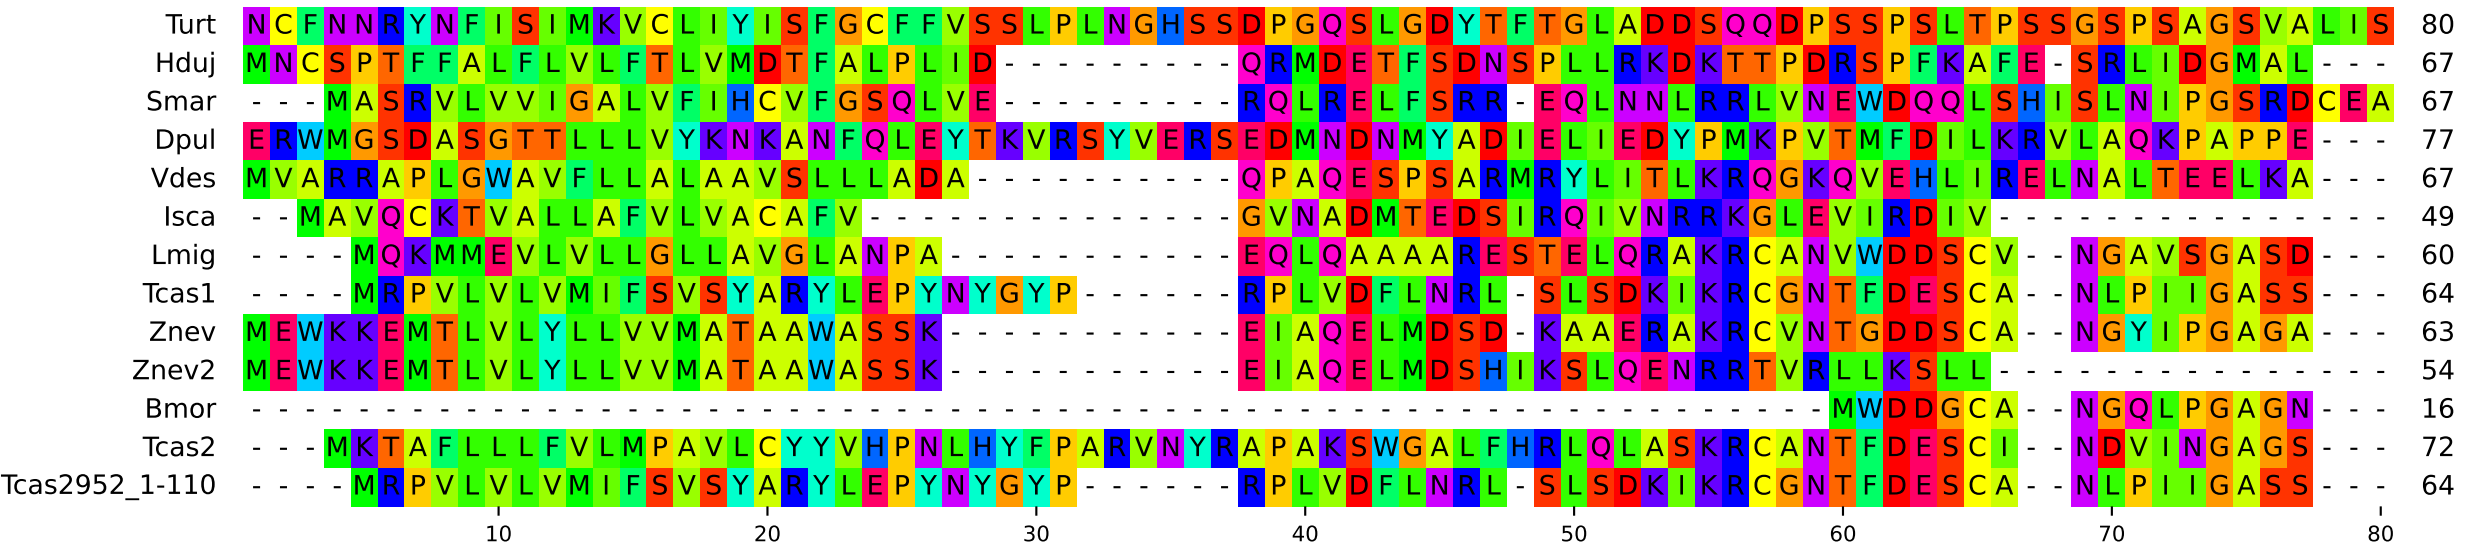 Turt NCFNNRYNFISIMKVCLIYISFGCFFVSSLPLNGHSSDPGQSLGDYTFTGLADDSQQDPSSPSLTPSSGSPSAGSVALIS 80
Hduj MNCSPTFFALFLVLFTLVMDTFALPLID---------QRMDETFSDNSPLLRKDKTTPDRSPFKAFE-SRLIDGMAL--- 67
Smar ---MASRVLVVIGALVFIHCVFGSQLVE---------RQLRELFSRR-EQLNNLRRLVNEWDQQLSHISLNIPGSRDCEA 67
Dpul ERWMGSDASGTTLLLVYKNKANFQLEYTKVRSYVERSEDMNDNMYADIELIEDYPMKPVTMFDILKRVLAQKPAPPE--- 77
Vdes MVARRAPLGWAVFLLALAAVSLLLADA----------QPAQESPSARMRYLITLKRQGKQVEHLIRELNALTEELKA--- 67
Isca --MAVQCKTVALLAFVLVACAFV--------------GVNADMTEDSIRQIVNRRKGLEVIRDIV--------------- 49
Lmig ----MQKMMEVLVLLGLLAVGLANPA-----------EQLQAAAARESTELQRAKRCANVWDDSCV--NGAVSGASD--- 60
Tcas1 ----MRPVLVLVMIFSVSYARYLEPYNYGYP------RPLVDFLNRL-SLSDKIKRCGNTFDESCA--NLPIIGASS--- 64
Znev MEWKKEMTLVLYLLVVMATAAWASSK-----------EIAQELMDSD-KAAERAKRCVNTGDDSCA--NGYIPGAGA--- 63
Znev2 MEWKKEMTLVLYLLVVMATAAWASSK-----------EIAQELMDSHIKSLQENRRTVRLLKSLL--------------- 54
Bmor -----------------------------------------------------------MWDDGCA--NGQLPGAGN--- 16
Tcas2 ---MKTAFLLLFVLMPAVLCYYVHPNLHYFPARVNYRAPAKSWGALFHRLQLASKRCANTFDESCI--NDVINGAGS--- 72
Tcas2952_1-110 ----MRPVLVLVMIFSVSYARYLEPYNYGYP------RPLVDFLNRL-SLSDKIKRCGNTFDESCA--NLPIIGASS--- 64
10 20 30 40 50 60 70 80